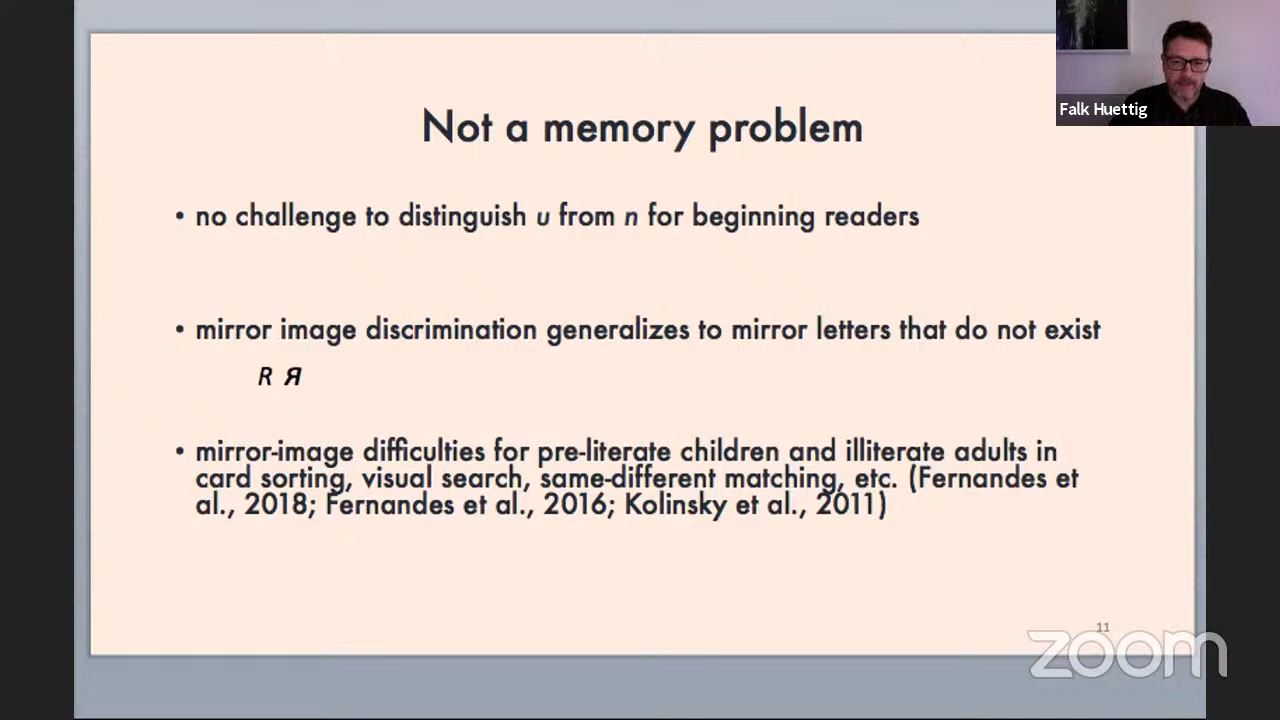 Falk Huettig
Not a memory problem
• no challenge to distinguish u from n for beginning readers
• mirror image discrimination generalizes to mirror letters that do not exist
R Я
• mirror-image difficulties for pre-literate children and illiterate adults in
card sorting, visual search, same-different matching, etc. (Fernandes et
al., 2018; Fernandes et al., 2016; Kolinsky et al., 2011)
11
zoom